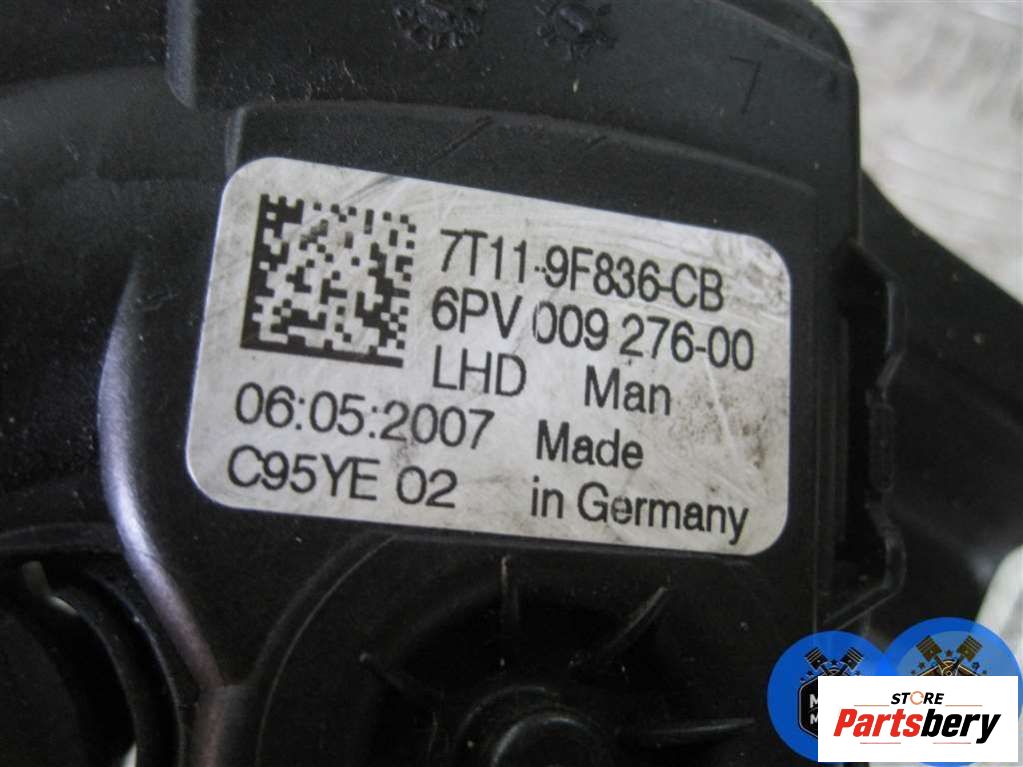 7
7T11-9F836-CB
6PV 009 276-00
LHD Man
06:05:2007 Made
C95YE 02 in Germany
STORE
Partsbery